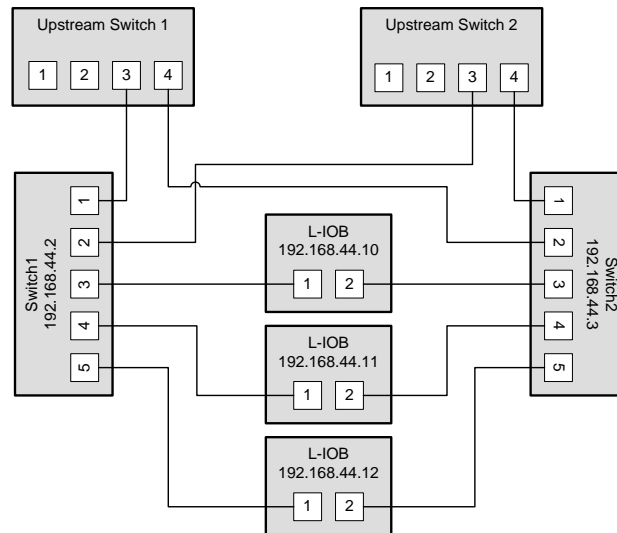 Upstream Switch 1
1 2 3 4
Upstream Switch 2
1 2 3 4
Switch1
192.168.44.2
1
2
3
4
5
L-IOB
192.168.44.10
1 2
L-IOB
192.168.44.11
1 2
L-IOB
192.168.44.12
1 2
Switch2
192.168.44.3
1
2
3
4
5